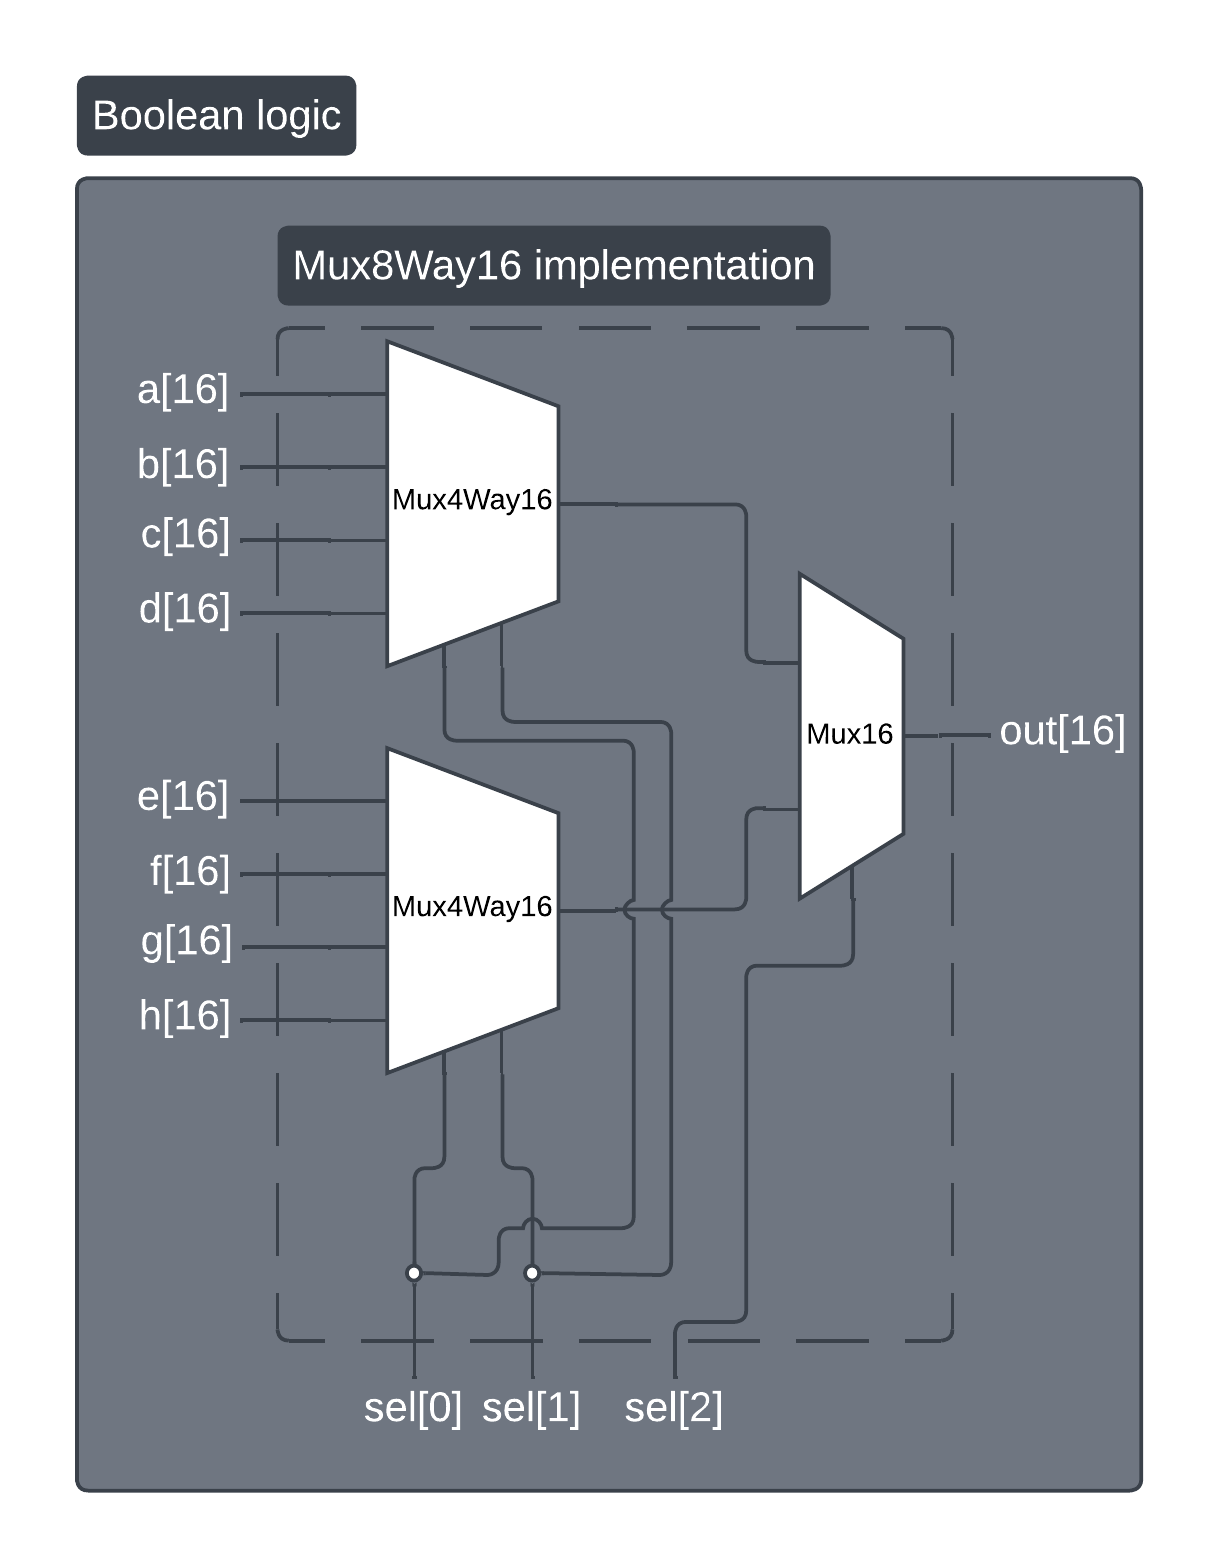 Boolean logic
Mux8Way16 implementation
a[16]
b[16]
Mux4Way16
c[16]
d[16]
Mux16
out[16]
e[16]
f[16]
Mux4Way16
g[16]
h[16]
sel[0] sel[1] sel[2]